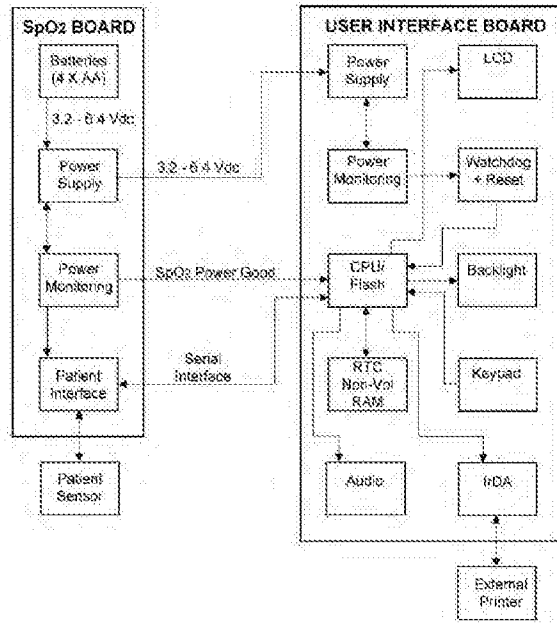 SpO2 BOARD
Batteries
(4 X AA)
3.2 - 6.4 Vdc
Power
Supply
3.2 - 6.4 Vdc
Power
Monitoring
SpO2 Power Good
Patient
Interface
Serial
Interface
Patient
Sensor
USER INTERFACE BOARD
Power
Supply
LCD
Power
Monitoring
Watchdog
+ Reset
CPU/
Flash
Backlight
RTC
Non-Vol
RAM
Keypad
Audio
IrDA
External
Printer